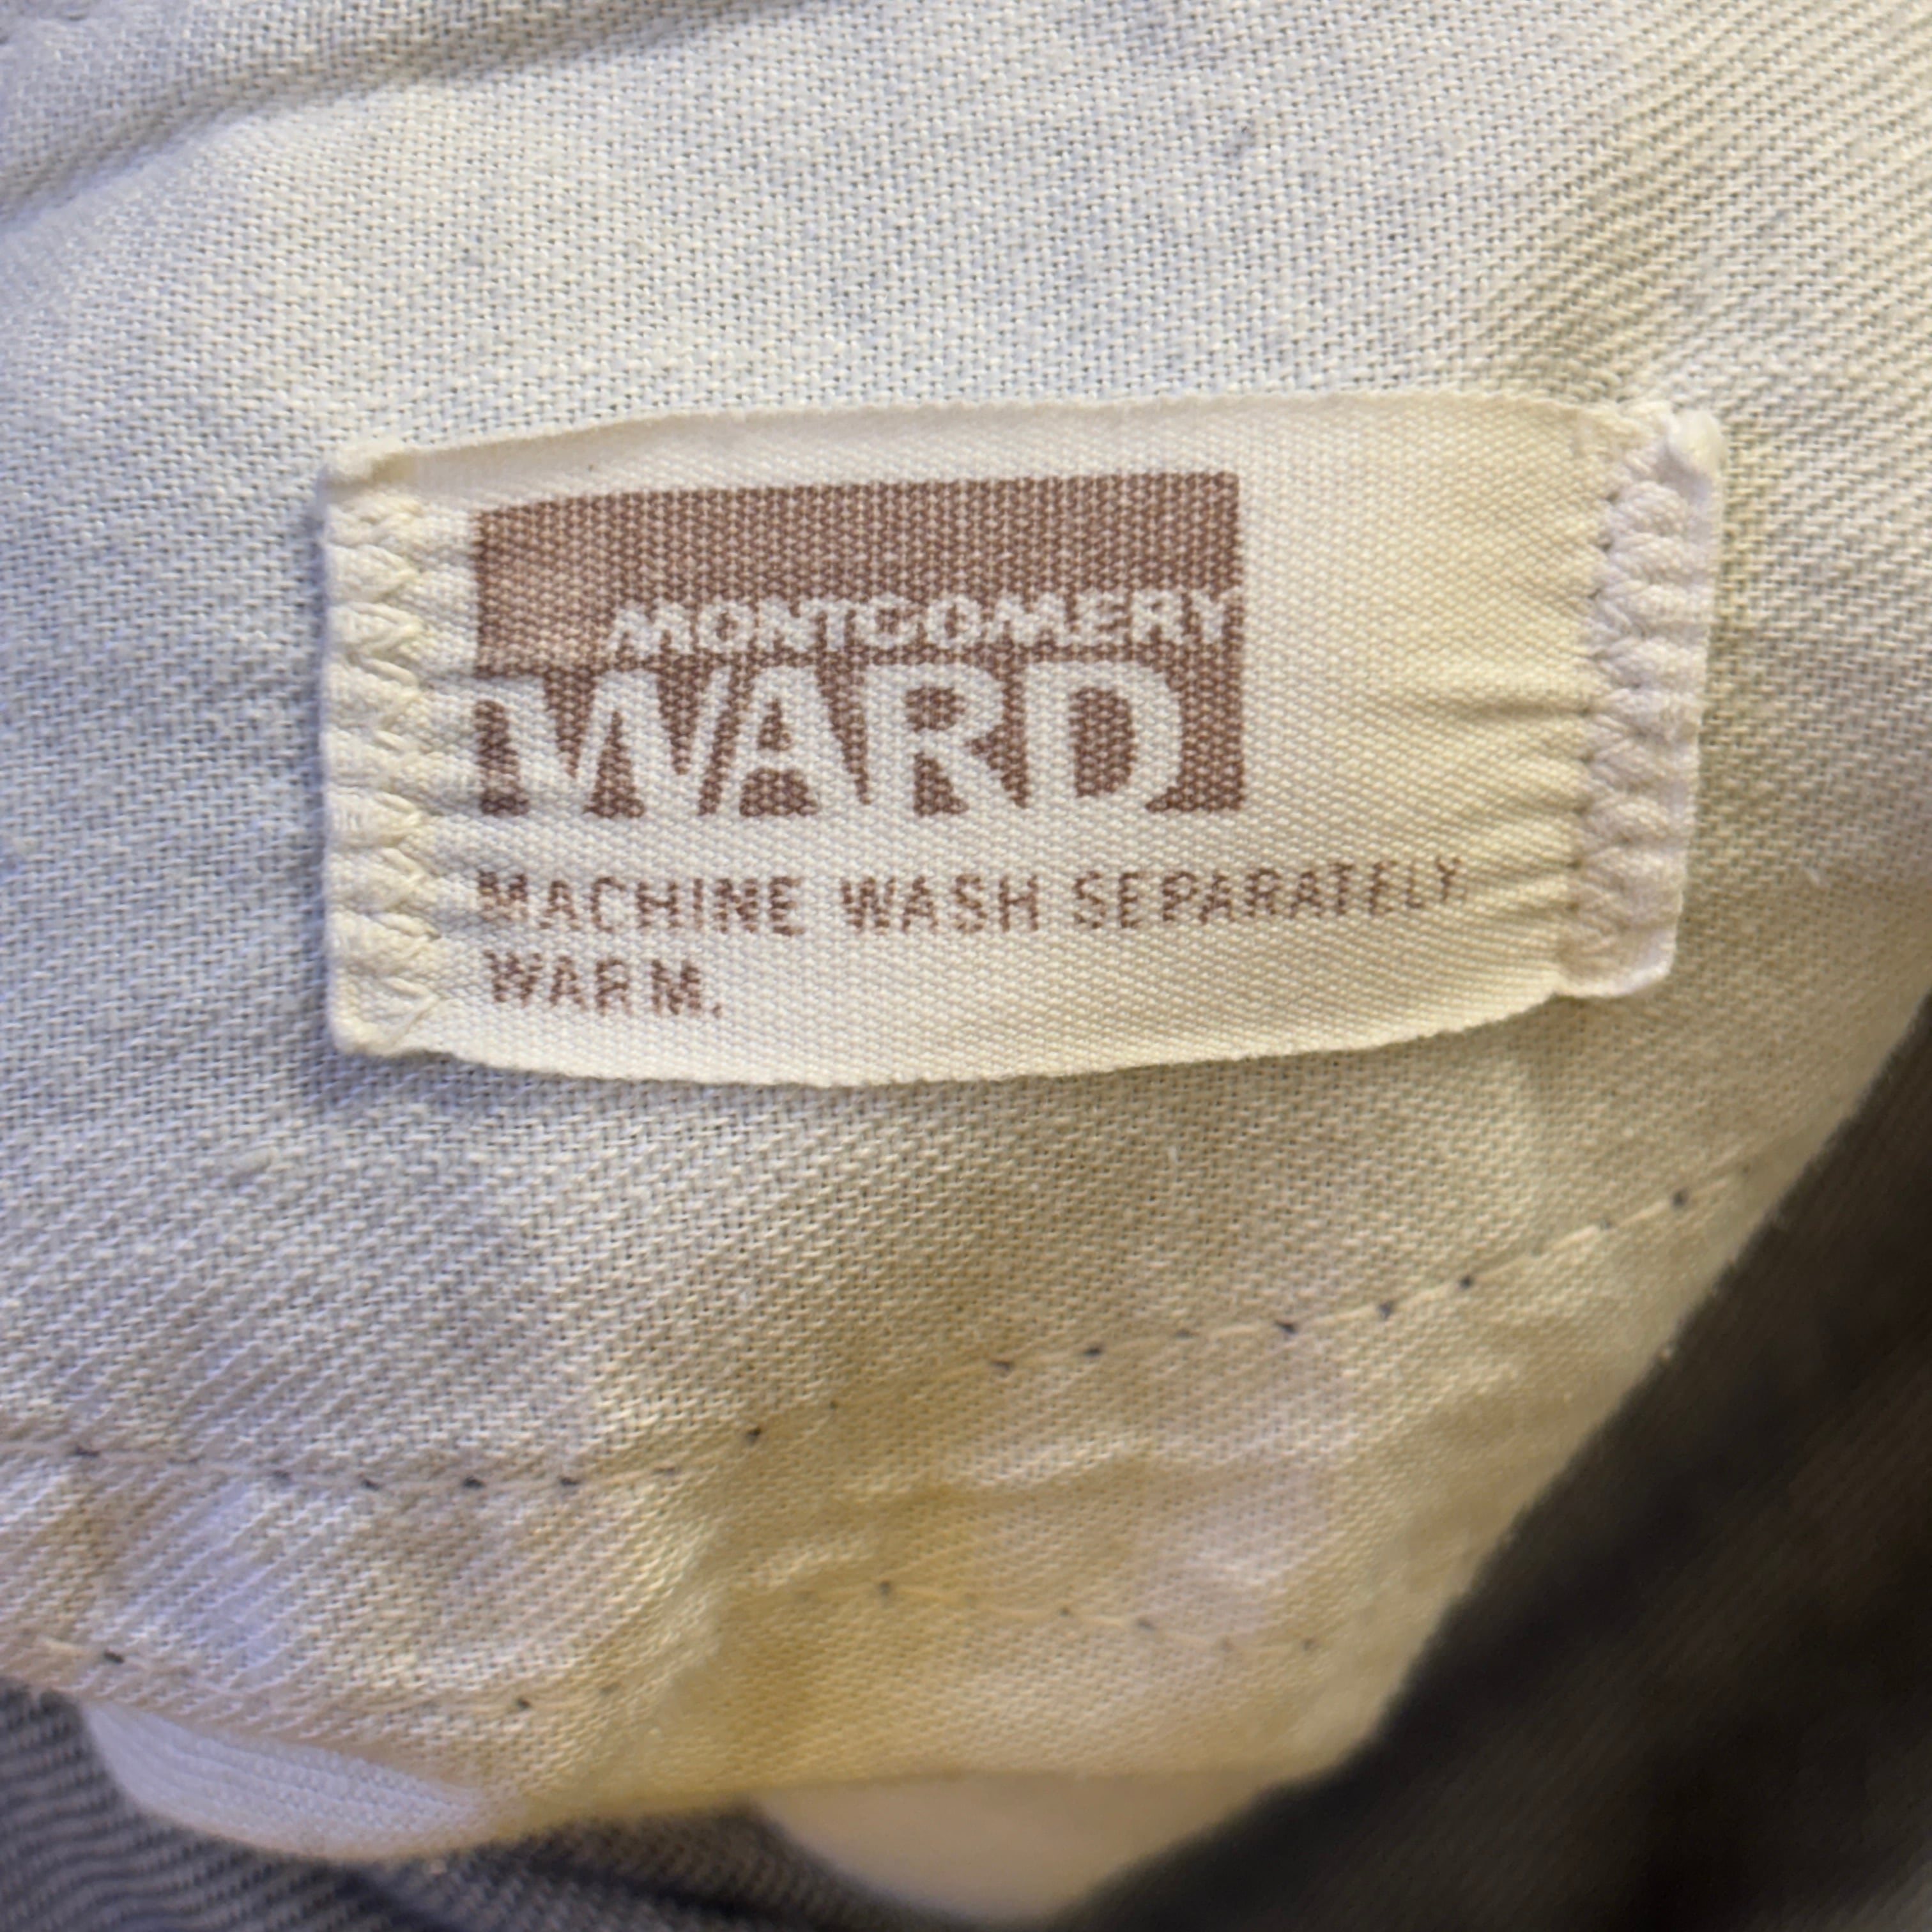 MONTGOMERY
WARD
MACHINE WASH SEPARATELY
WARM.